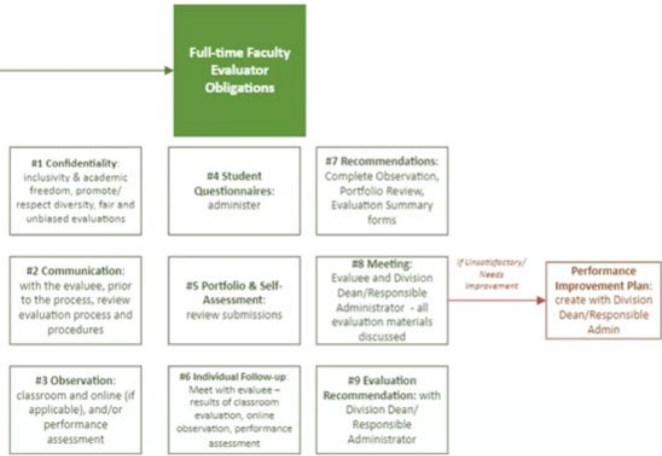 Full-time Faculty
Evaluator
Obligations
#1 Confidentiality:
inclusivity & academic
freedom, promote/
respect diversity, fair and
unbiased evaluations
#4 Student
Questionnaires:
administer
#7 Recommendations:
Complete Observation,
Portfolio Review,
Evaluation Summary
forms
#2 Communication:
with the evaluee, prior
to the process, review
evaluation process and
procedures
#5 Portfolio & Self-
Assessment:
review submissions
#8 Meeting:
Evaluee and Division
Dean/Responsible
Administrator - all
evaluation materials
discussed
If Unsatisfactory/
Needs
Improvement
Performance
Improvement Plan:
create with Division
Dean/Responsible
Admin
#3 Observation:
classroom and online (if
applicable), and/or
performance
assessment
#6 Individual Follow-up:
Meet with evaluee –
results of classroom
evaluation, online
observation, performance
assessment
#9 Evaluation
Recommendation: with
Division Dean/
Responsible
Administrator